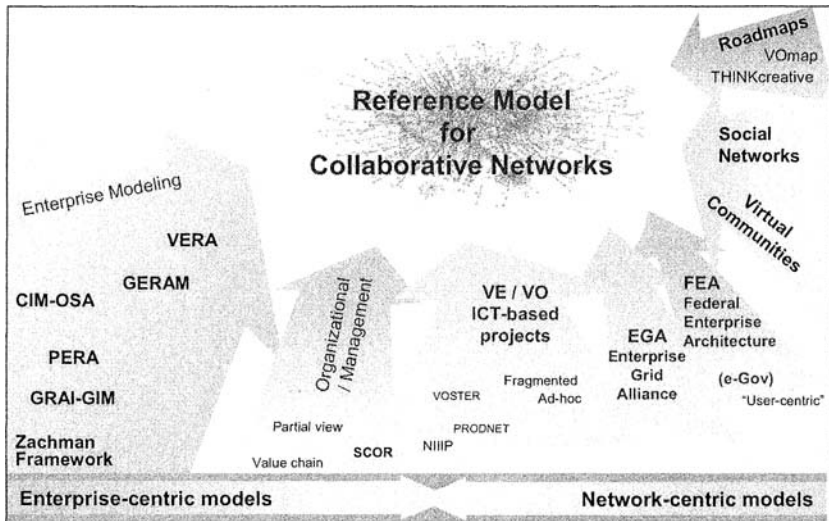 Roadmaps
VOmap
THINKcreative
Reference Model
for
Collaborative Networks
Social
Networks
Virtual
Communities
Enterprise Modeling
VERA
GERAM
CIM-OSA
PERA
GRAI-GIM
Zachman
Framework
Organizational
/ Management
Partial view
Value chain
SCOR
VE / VO
ICT-based
projects
Fragmented
Ad-hoc
VOSTER
PRODNET
NIIIP
EGA
Enterprise
Grid
Alliance
FEA
Federal
Enterprise
Architecture
(e-Gov)
"User-centric"
Enterprise-centric models
Network-centric models